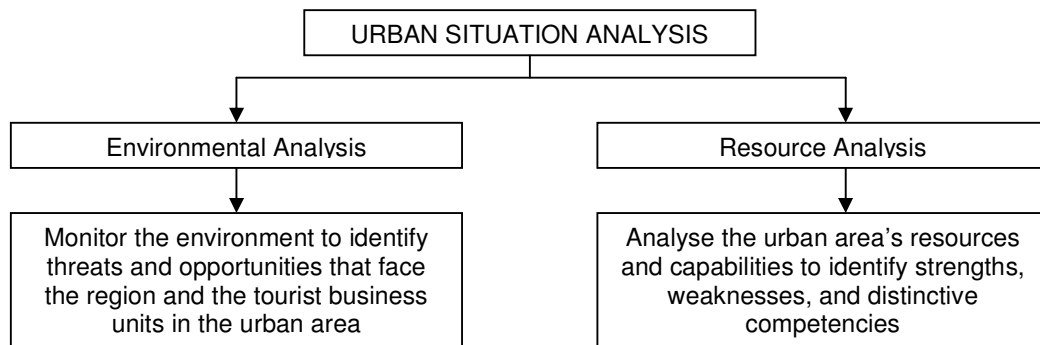 URBAN SITUATION ANALYSIS
Environmental Analysis
Resource Analysis
Monitor the environment to identify
threats and opportunities that face
the region and the tourist business
units in the urban area
Analyse the urban area's resources
and capabilities to identify strengths,
weaknesses, and distinctive
competencies